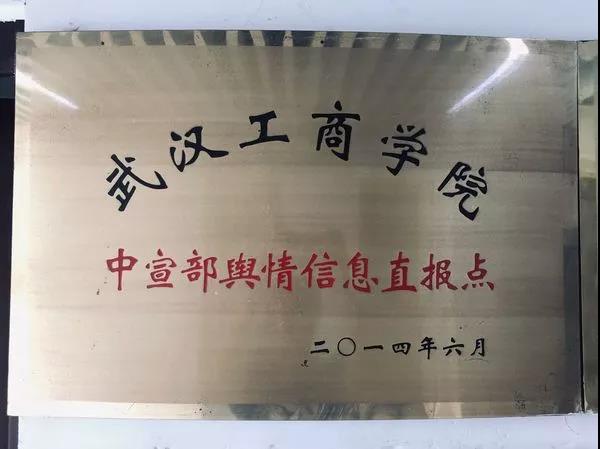 武汉工商学院
中宣部舆情信息直报点
二〇一四年六月